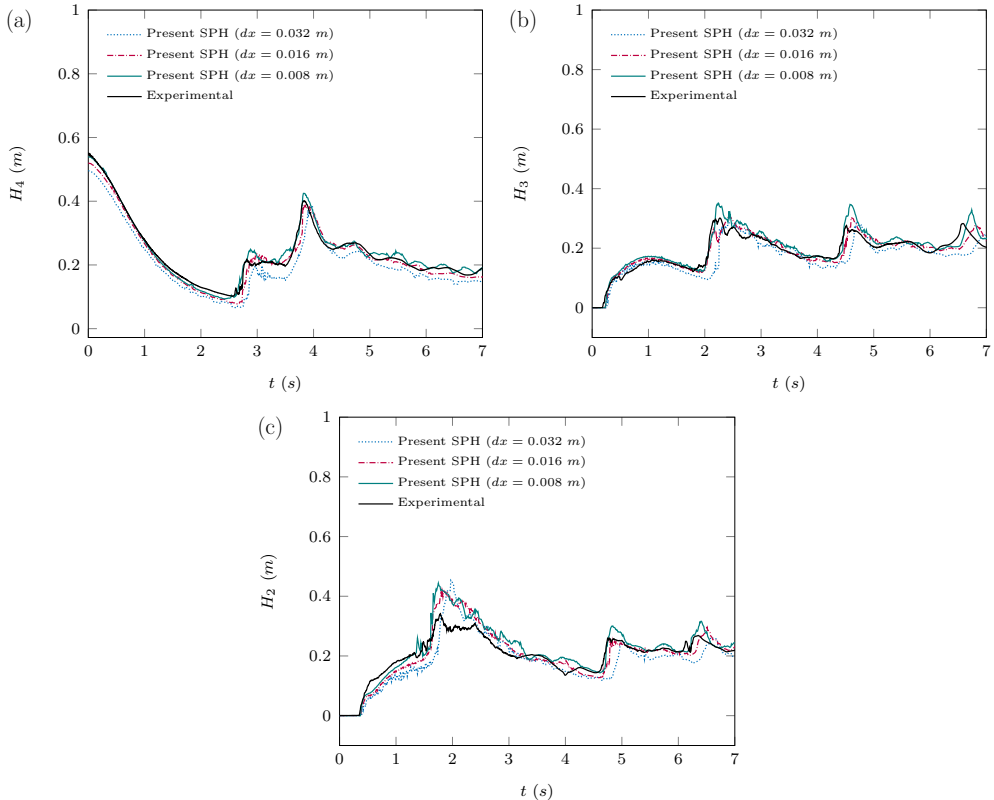 (a)
1
0.8
0.6
0.4
0.2
0
H4 (m)
Present SPH (dx = 0.032 m)
Present SPH (dx = 0.016 m)
Present SPH (dx = 0.008 m)
Experimental
0 1 2 3 4 5 6 7
t (s)
(b)
1
0.8
0.6
0.4
0.2
0
H3 (m)
Present SPH (dx = 0.032 m)
Present SPH (dx = 0.016 m)
Present SPH (dx = 0.008 m)
Experimental
0 1 2 3 4 5 6 7
t (s)
(c)
1
0.8
0.6
0.4
0.2
0
H2 (m)
Present SPH (dx = 0.032 m)
Present SPH (dx = 0.016 m)
Present SPH (dx = 0.008 m)
Experimental
0 1 2 3 4 5 6 7
t (s)